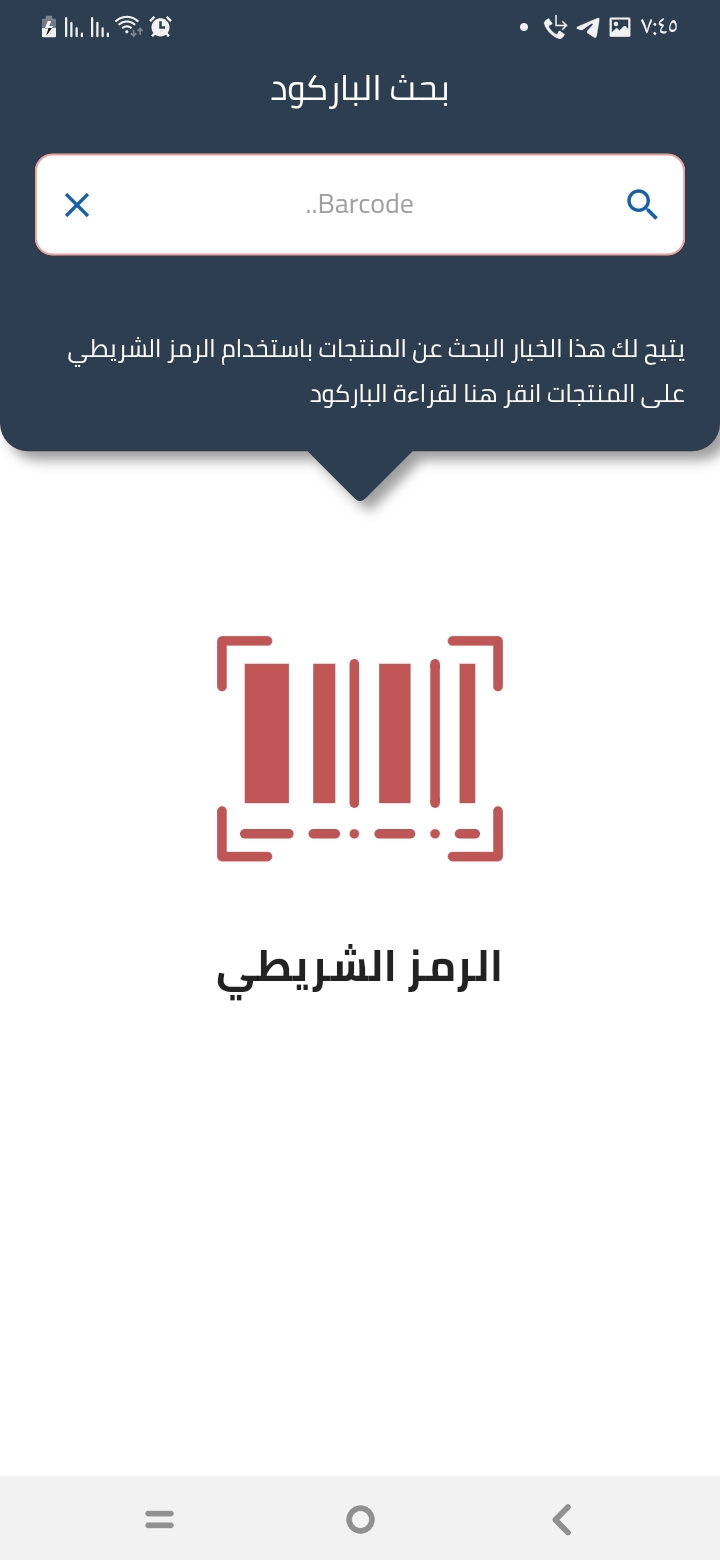 ٧:٤٥
بحث الباركود
Barcode..
يتيح لك هذا الخيار البحث عن المنتجات باستخدام الرمز الشريطي
على المنتجات انقر هنا لقراءة الباركود
الرمز الشريطي